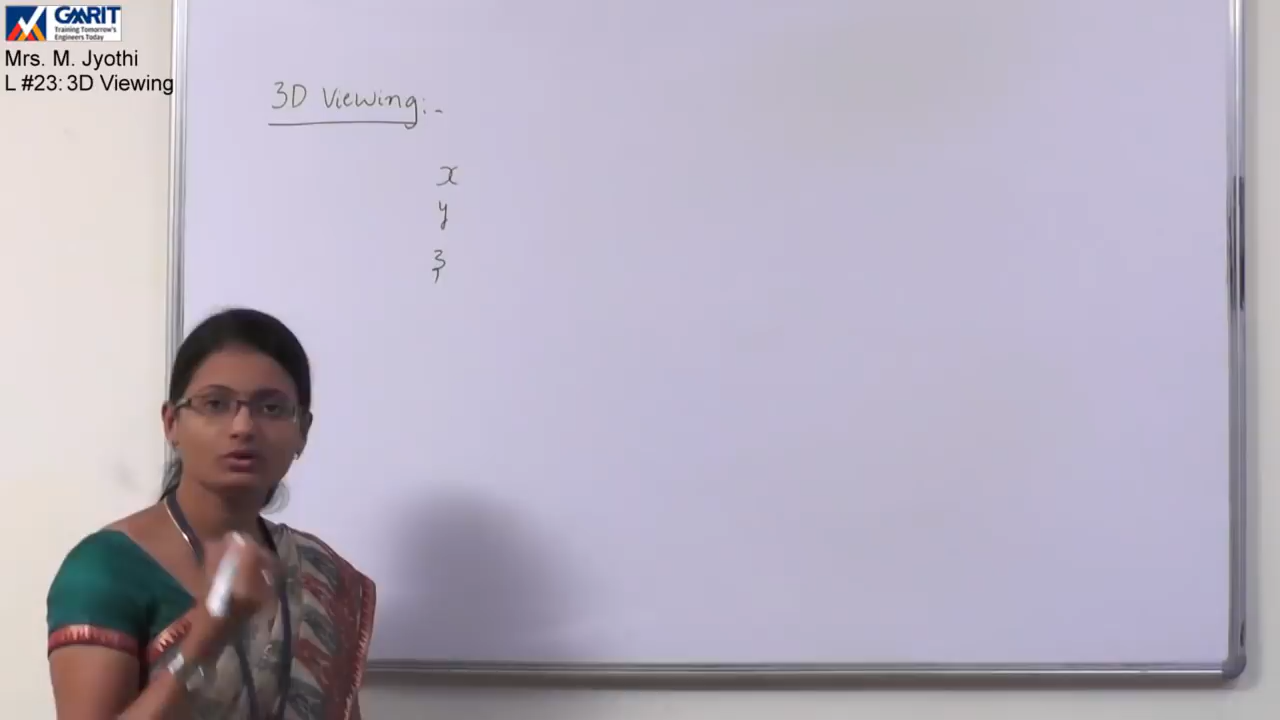 GMRIT
Training Tomorrow's
Engineers Today
Mrs. M. Jyothi
L #23: 3D Viewing
3D Viewing:-
x
y
z